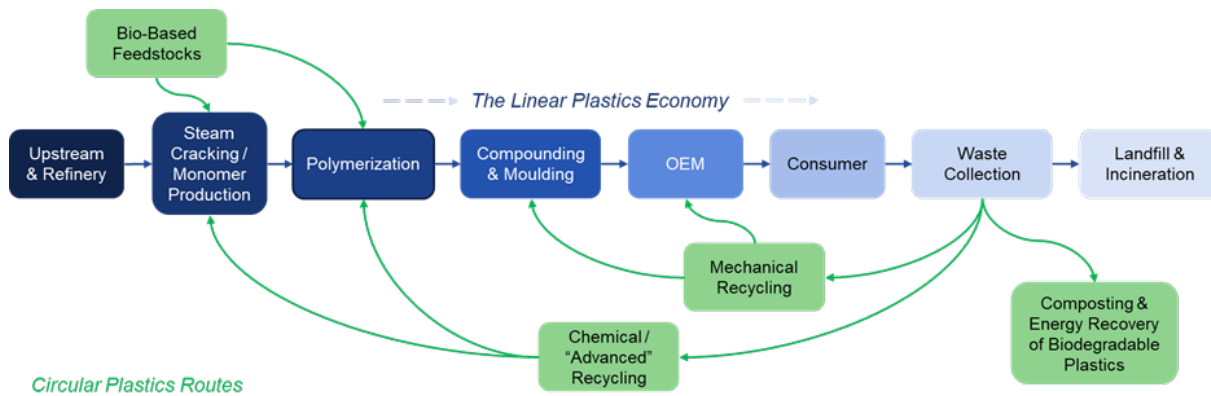 Bio-Based
Feedstocks
The Linear Plastics Economy
Upstream
& Refinery
Steam
Cracking /
Monomer
Production
Polymerization
Compounding
& Moulding
OEM
Consumer
Waste
Collection
Landfill &
Incineration
Mechanical
Recycling
Chemical /
“Advanced”
Recycling
Composting &
Energy Recovery
of Biodegradable
Plastics
Circular Plastics Routes